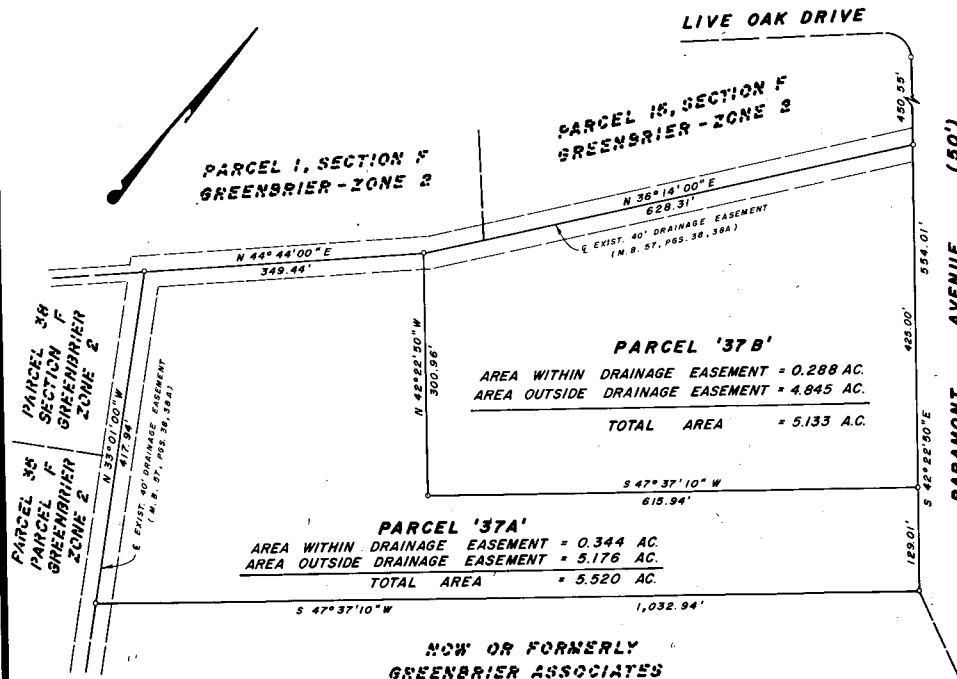 LIVE OAK DRIVE
PARCEL 15, SECTION F
GREENBRIER - ZONE 2
450.55'
(50')
PARCEL 1, SECTION F
GREENBRIER - ZONE 2
N 36° 14' 00" E
628.31'
℄ EXIST. 40' DRAINAGE EASEMENT
(M.B. 57, PGS. 38, 38A)
N 44° 44' 00" E
349.44'
554.01'
AVENUE
PARAMONT
PARCEL 38
SECTION F
GREENBRIER
ZONE 2
N 33° 01' 00" W
417.94'
℄ EXIST. 40' DRAINAGE EASEMENT
(M.B. 57, PGS. 38, 38A)
N 42° 22' 50" W
300.96'
425.00'
PARCEL '37B'
AREA WITHIN DRAINAGE EASEMENT = 0.288 AC.
AREA OUTSIDE DRAINAGE EASEMENT = 4.845 AC.
TOTAL AREA = 5.133 A.C.
S 42° 22' 50" E
PARCEL 35
PARCEL F
GREENBRIER
ZONE 2
S 47° 37' 10" W
615.94'
PARCEL '37A'
AREA WITHIN DRAINAGE EASEMENT = 0.344 AC.
AREA OUTSIDE DRAINAGE EASEMENT = 5.176 AC.
TOTAL AREA = 5.520 AC.
129.01'
S 47° 37' 10" W
1,032.94'
NOW OR FORMERLY
GREENBRIER ASSOCIATES